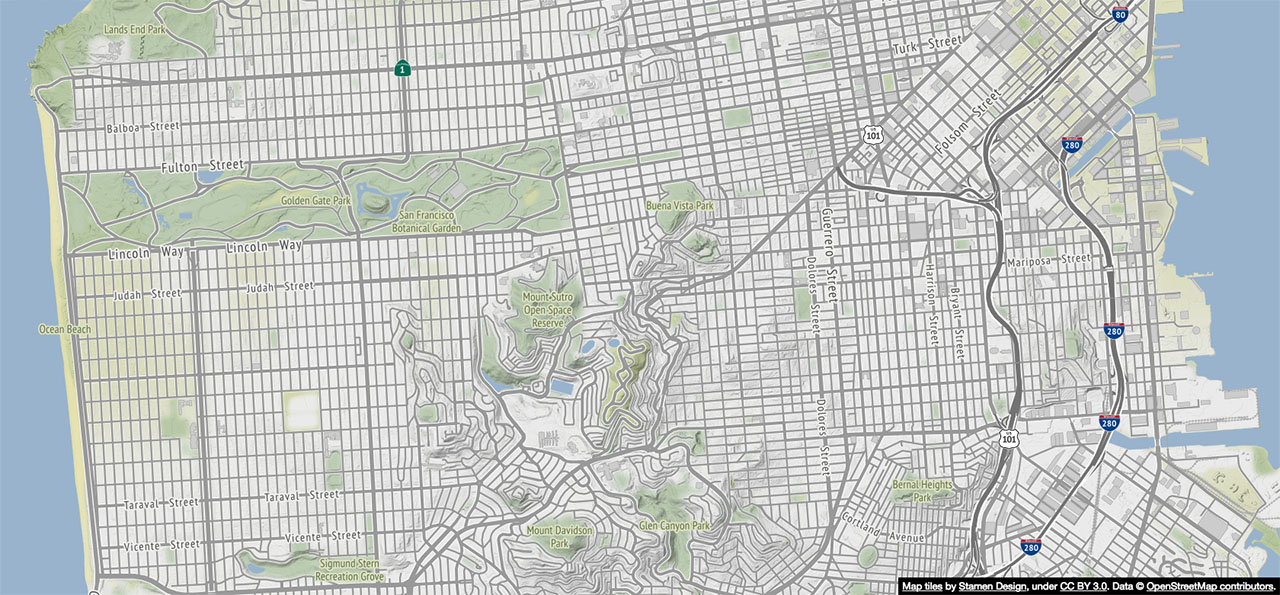 Lands End Park
80
Turk Street
1
Balboa Street
Folsom Street
US
101
280
Fulton Street
Golden Gate Park
San Francisco
Botanical Garden
Buena Vista Park
Lincoln Way
Lincoln Way
Guerrero Street
Dolores Street
Mariposa Street
Harrison Street
Bryant Street
Judah Street
Judah Street
Mount Sutro
Open Space
Reserve
Ocean Beach
280
Dolores Street
280
US
101
Taraval Street
Taraval Street
Bernal Heights
Park
Glen Canyon Park
Mount Davidson
Park
Cortland Avenue
Vicente Street
Vicente Street
280
Sigmund Stern
Recreation Grove
Map tiles by Stamen Design, under CC BY 3.0. Data © OpenStreetMap contributors.